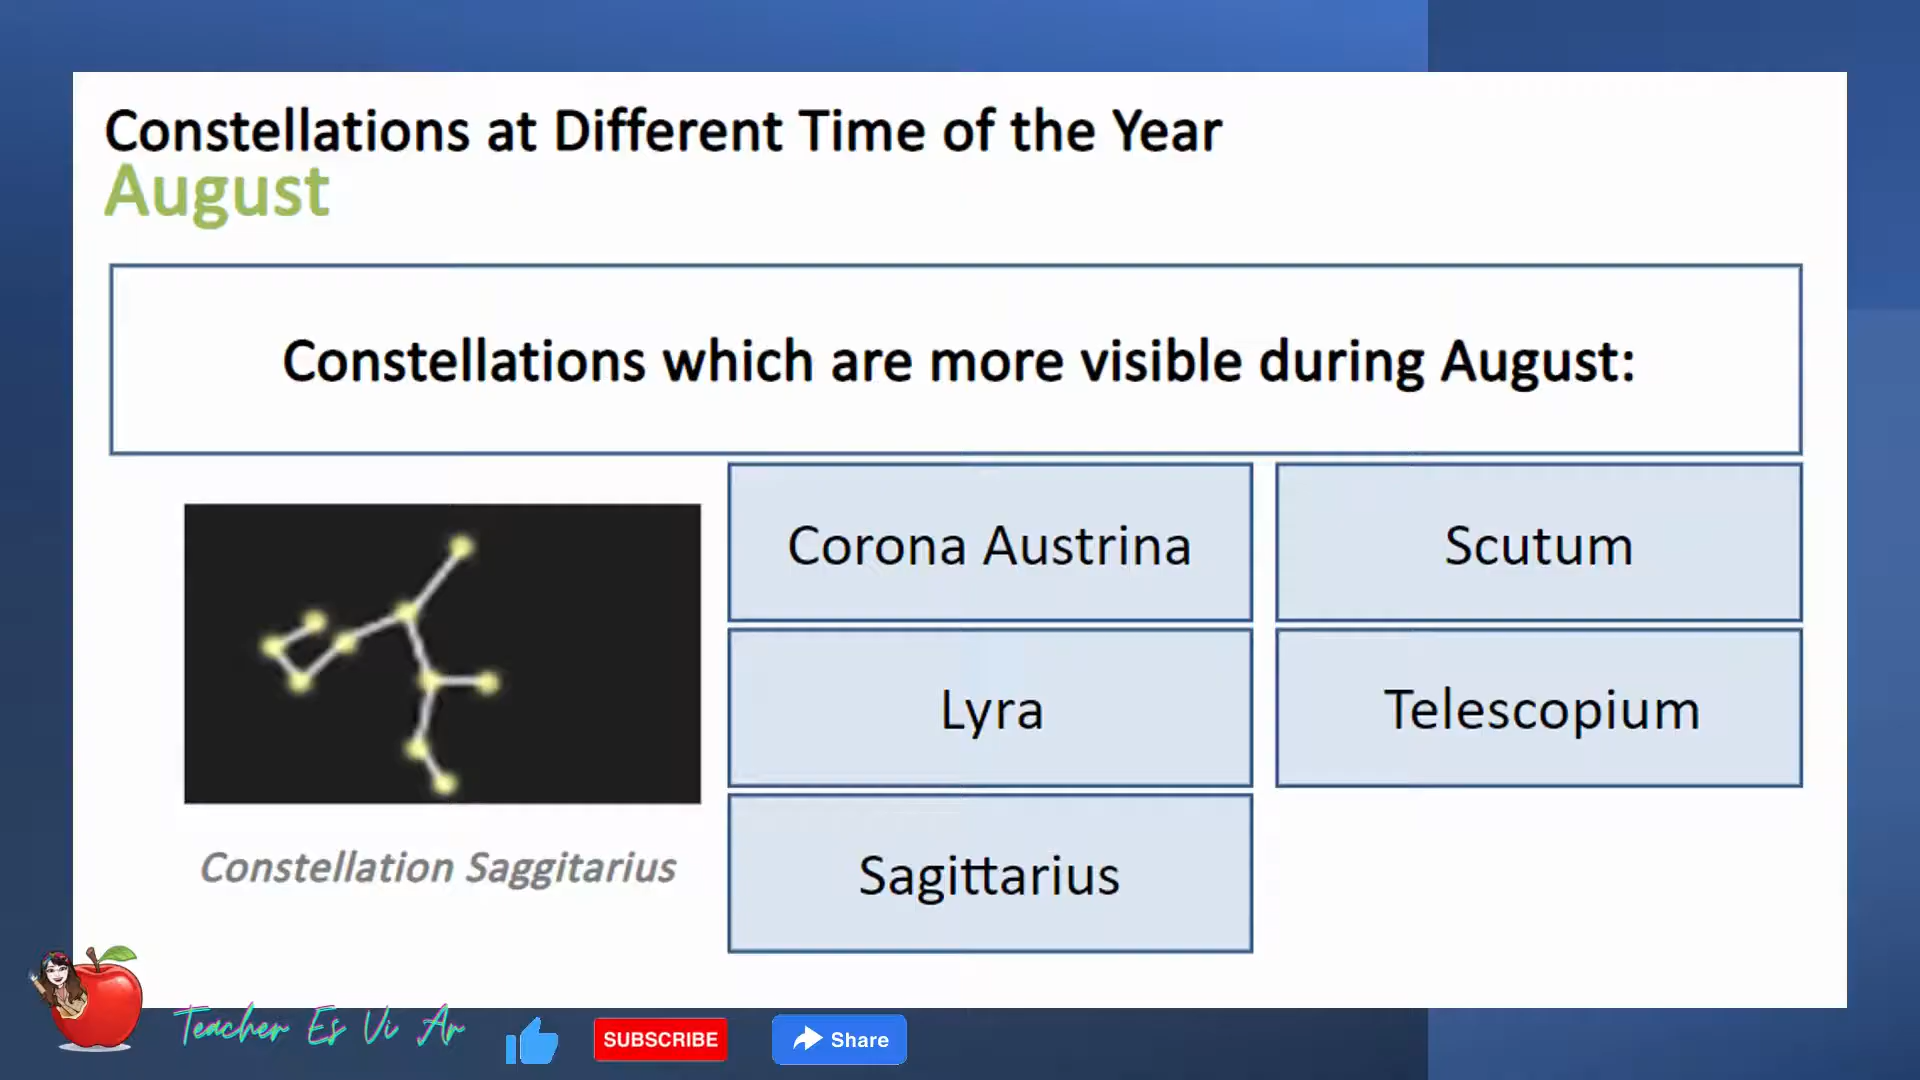 Constellations at Different Time of the Year
August
Constellations which are more visible during August:
Corona Austrina
Scutum
Lyra
Telescopium
Sagittarius
Constellation Saggitarius
Teacher Es Vi Ar
SUBSCRIBE
Share